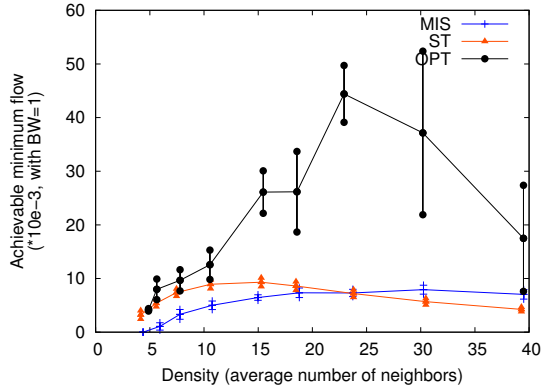 MIS
ST
OPT
60
50
40
30
20
10
0
0 5 10 15 20 25 30 35 40
Achievable minimum flow
(*10e-3, with BW=1)
Density (average number of neighbors)